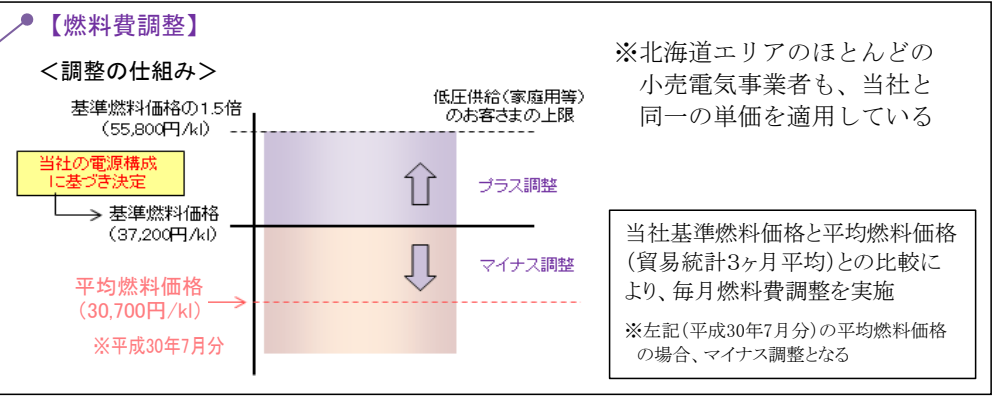 【燃料費調整】
＜調整の仕組み＞
基準燃料価格の1.5倍
（55,800円/kl）
低圧供給（家庭用等）
のお客さまの上限
当社の電源構成
に基づき決定
プラス調整
基準燃料価格
（37,200円/kl）
マイナス調整
平均燃料価格
（30,700円/kl）
※平成30年7月分
※北海道エリアのほとんどの
小売電気事業者も、当社と
同一の単価を適用している
当社基準燃料価格と平均燃料価格
（貿易統計3ヶ月平均）との比較に
より、毎月燃料費調整を実施
※左記（平成30年7月分）の平均燃料価格
の場合、マイナス調整となる